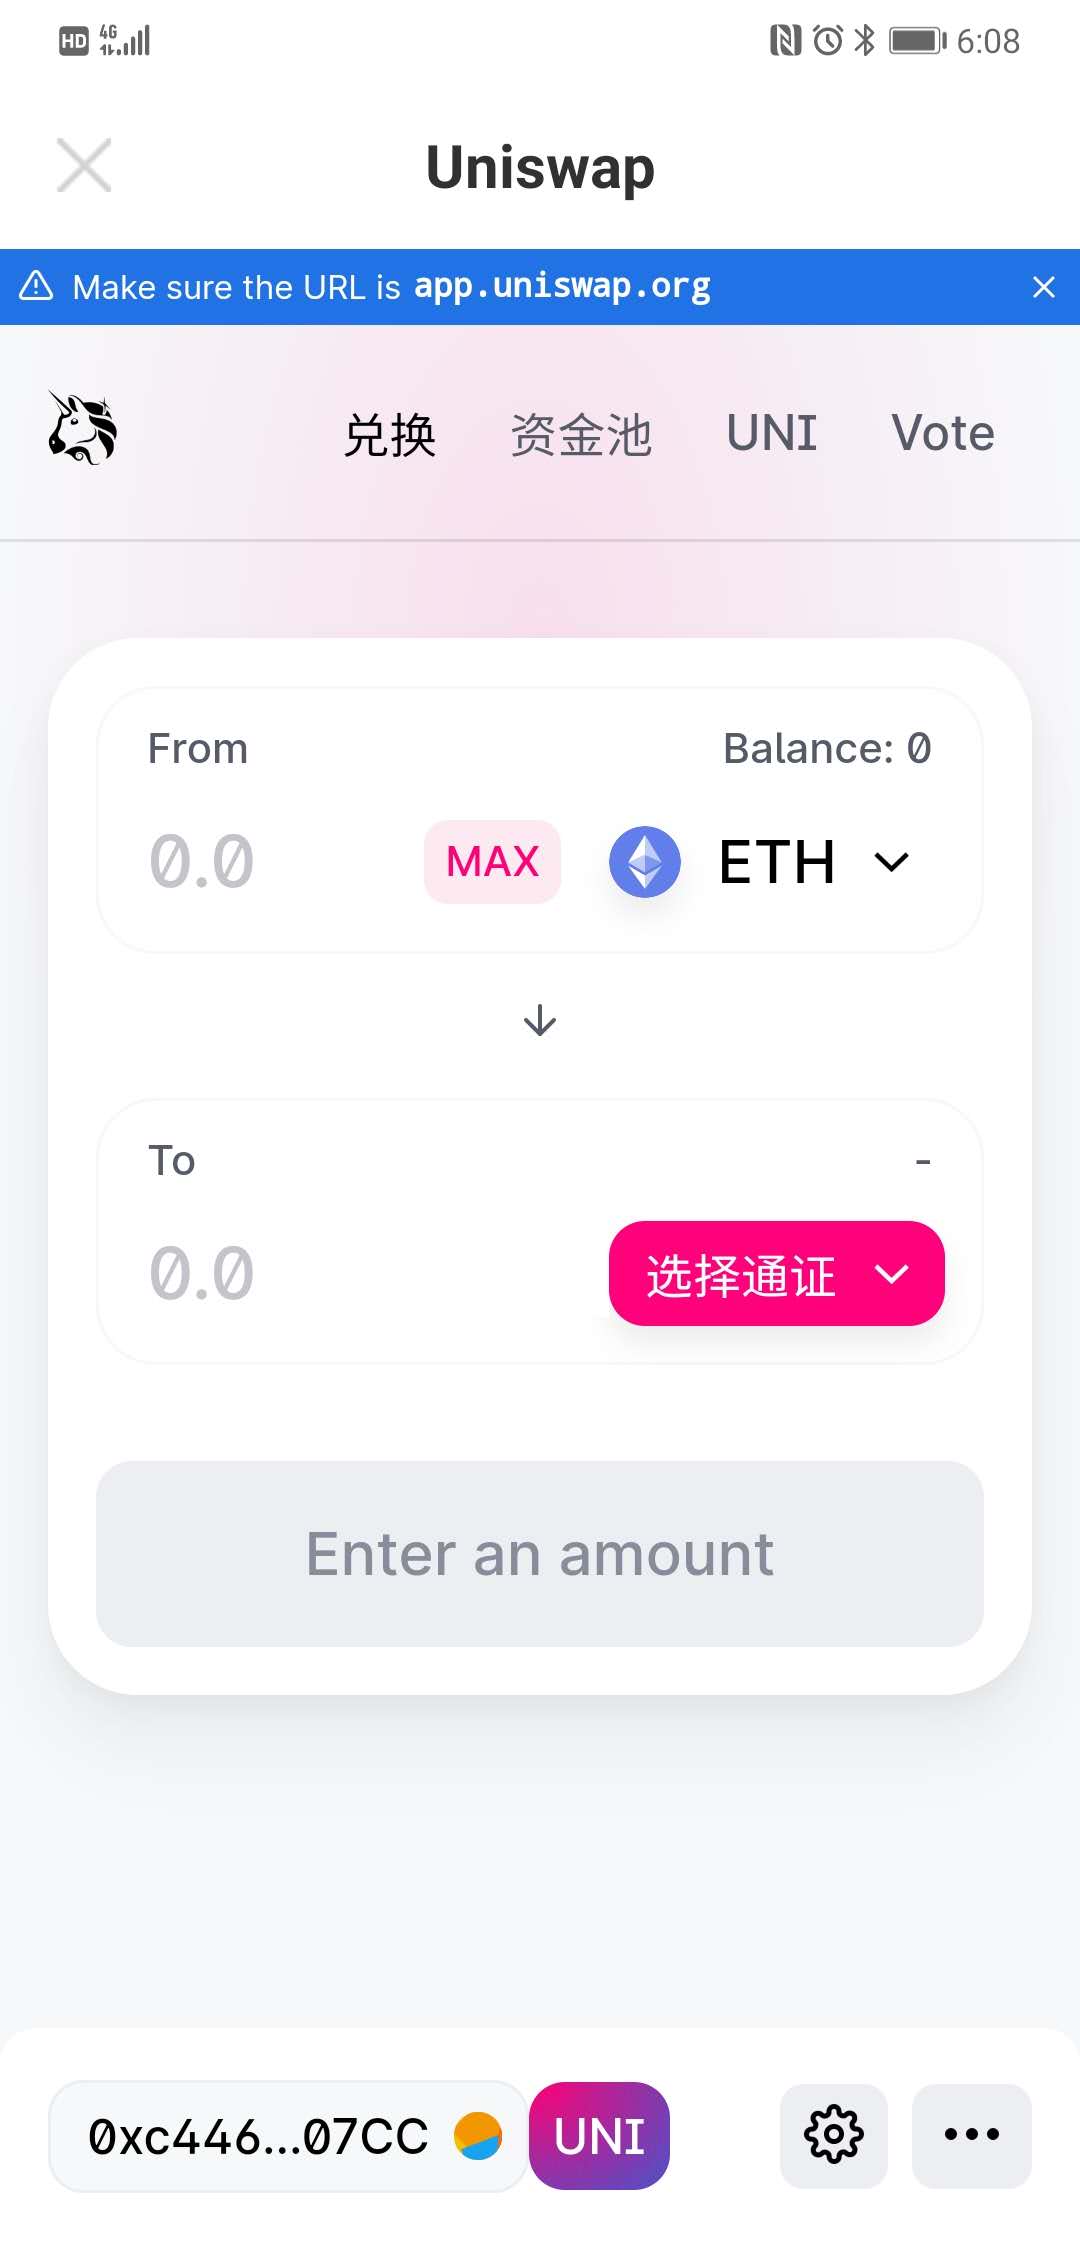 HD 4G 6:08
Uniswap
Make sure the URL is app.uniswap.org
兑换 资金池 UNI Vote
From Balance: 0
0.0 MAX ETH
To -
0.0 选择通证
Enter an amount
0xc446...07CC UNI